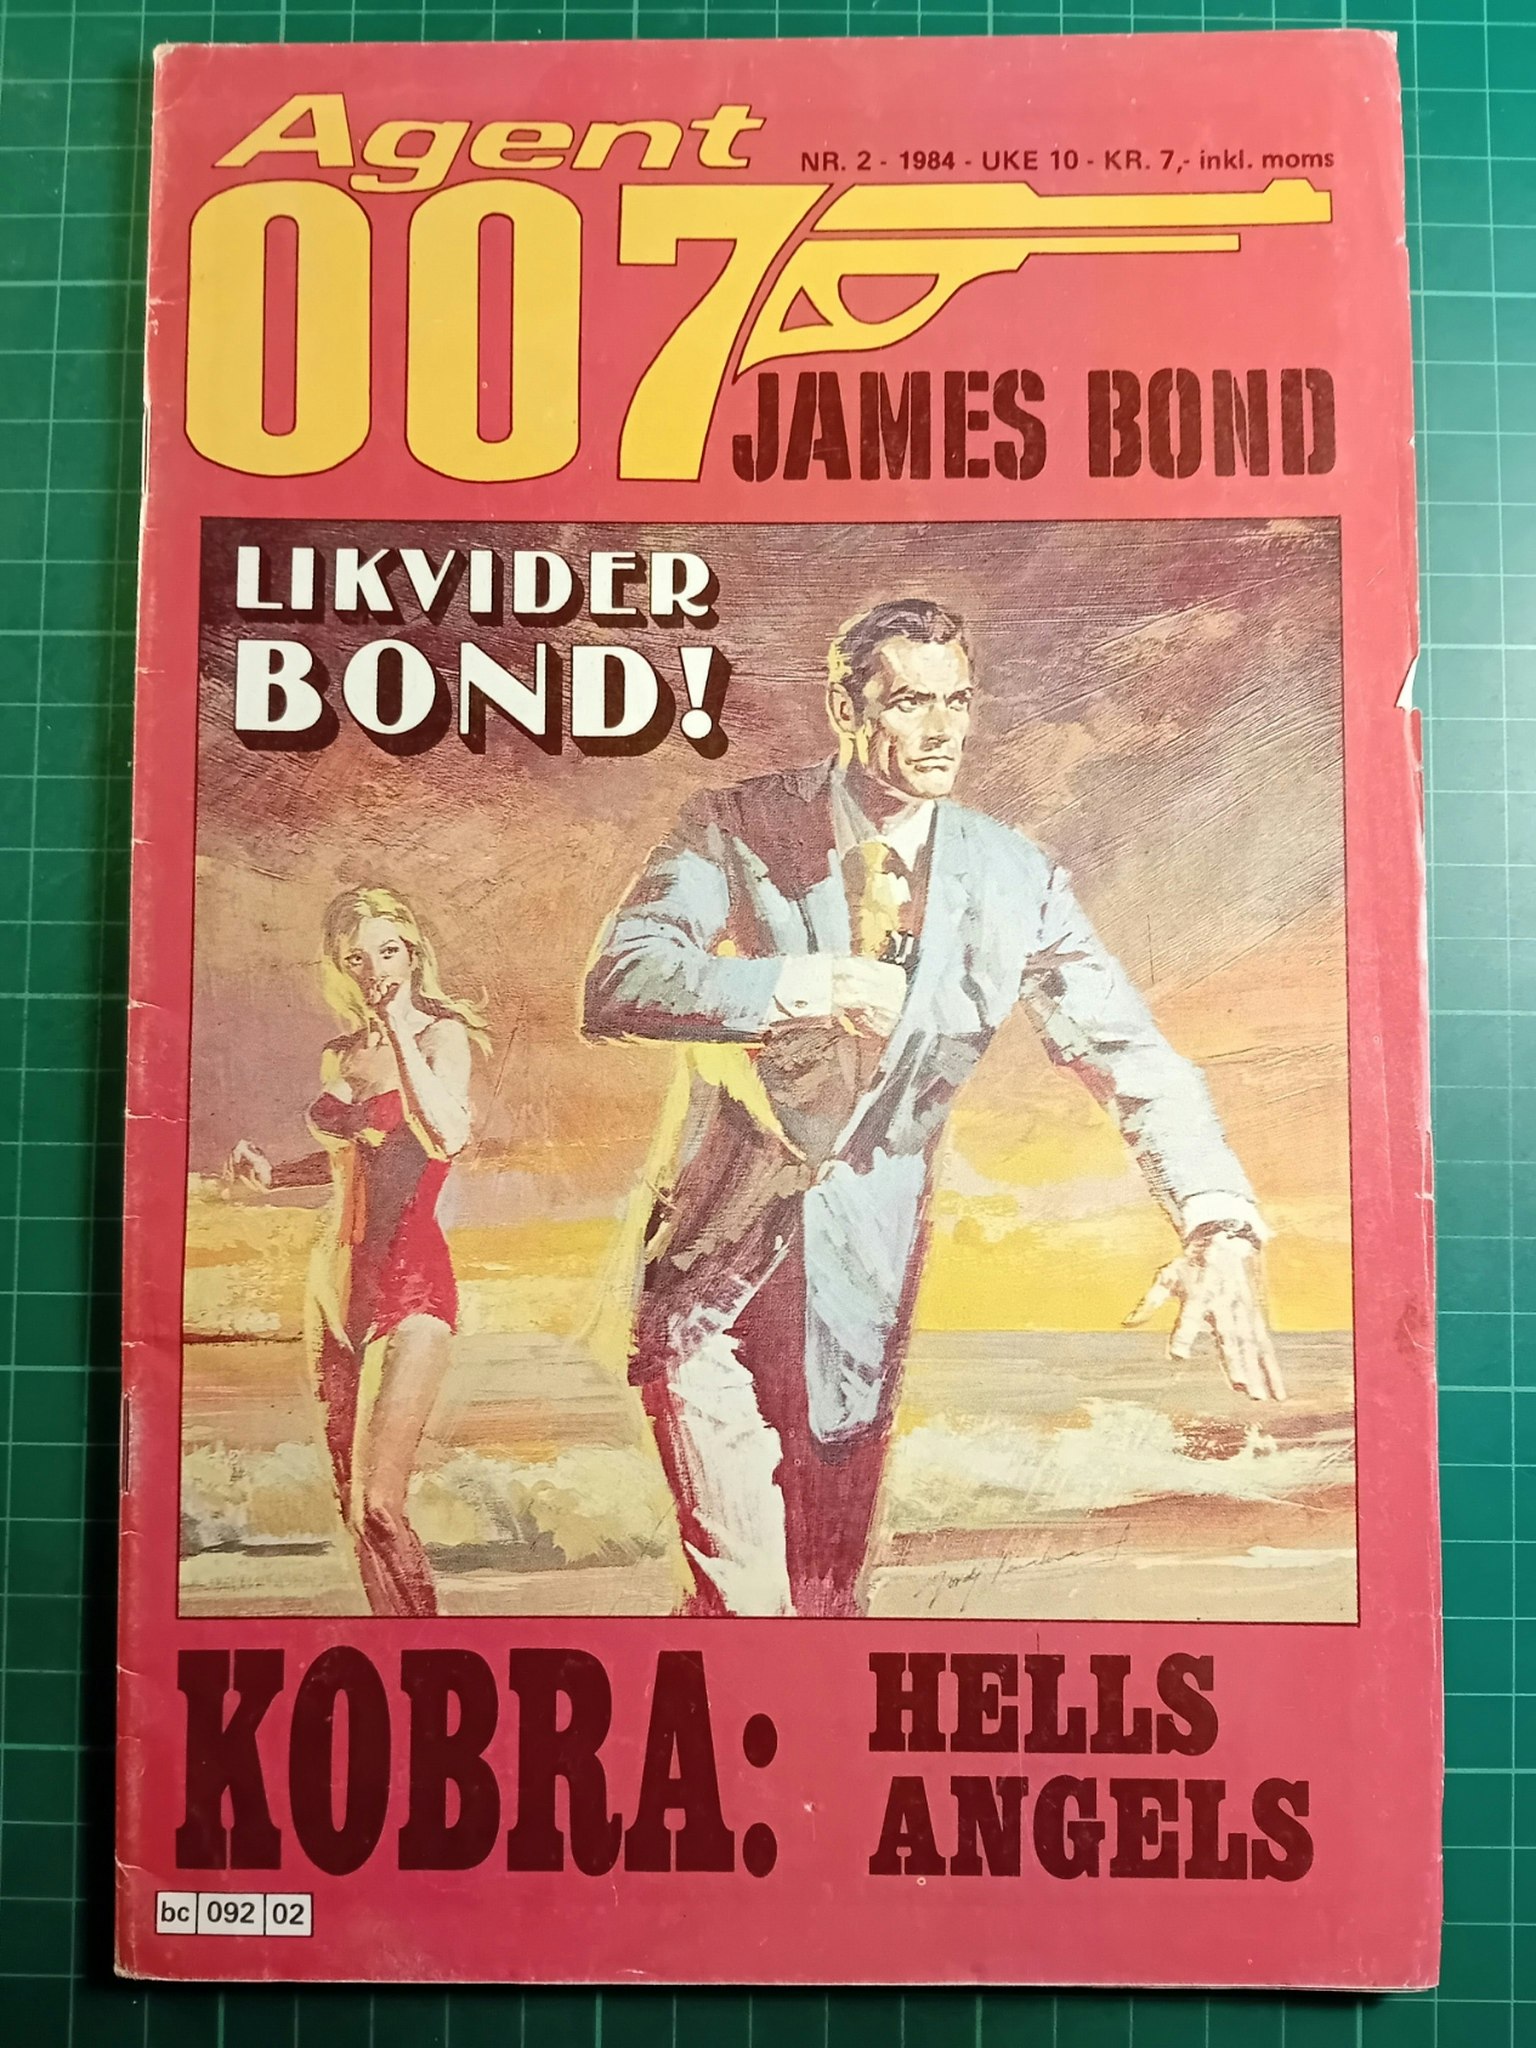 Agent
NR. 2 - 1984 - UKE 10 - KR. 7,- inkl. moms
007
JAMES BOND
LIKVIDER
BOND!
KOBRA:
HELLS
ANGELS
bc 092 02